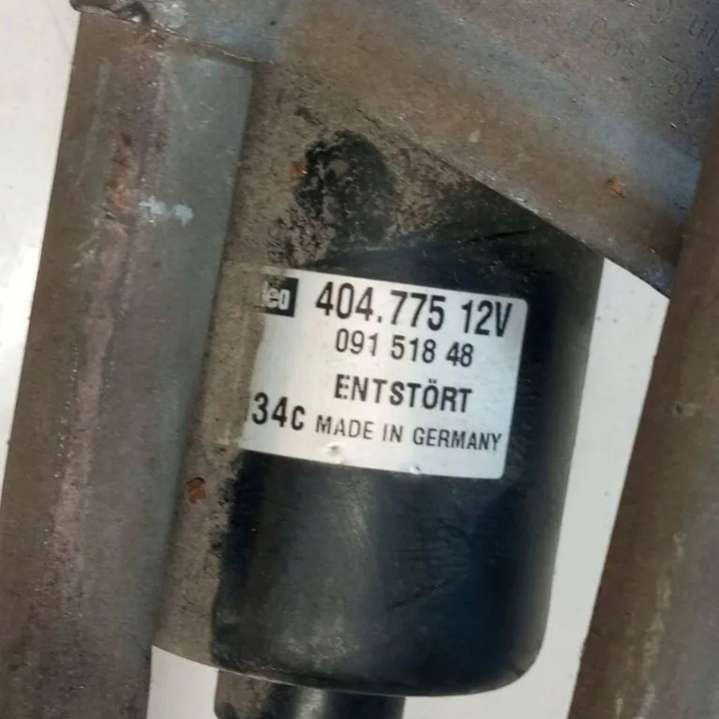 404.775 12V
091 518 48
ENTSTÖRT
34c MADE IN GERMANY